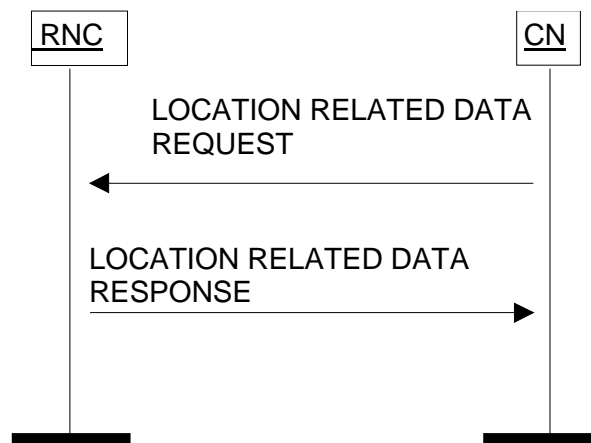 RNC
CN
LOCATION RELATED DATA
REQUEST
LOCATION RELATED DATA
RESPONSE